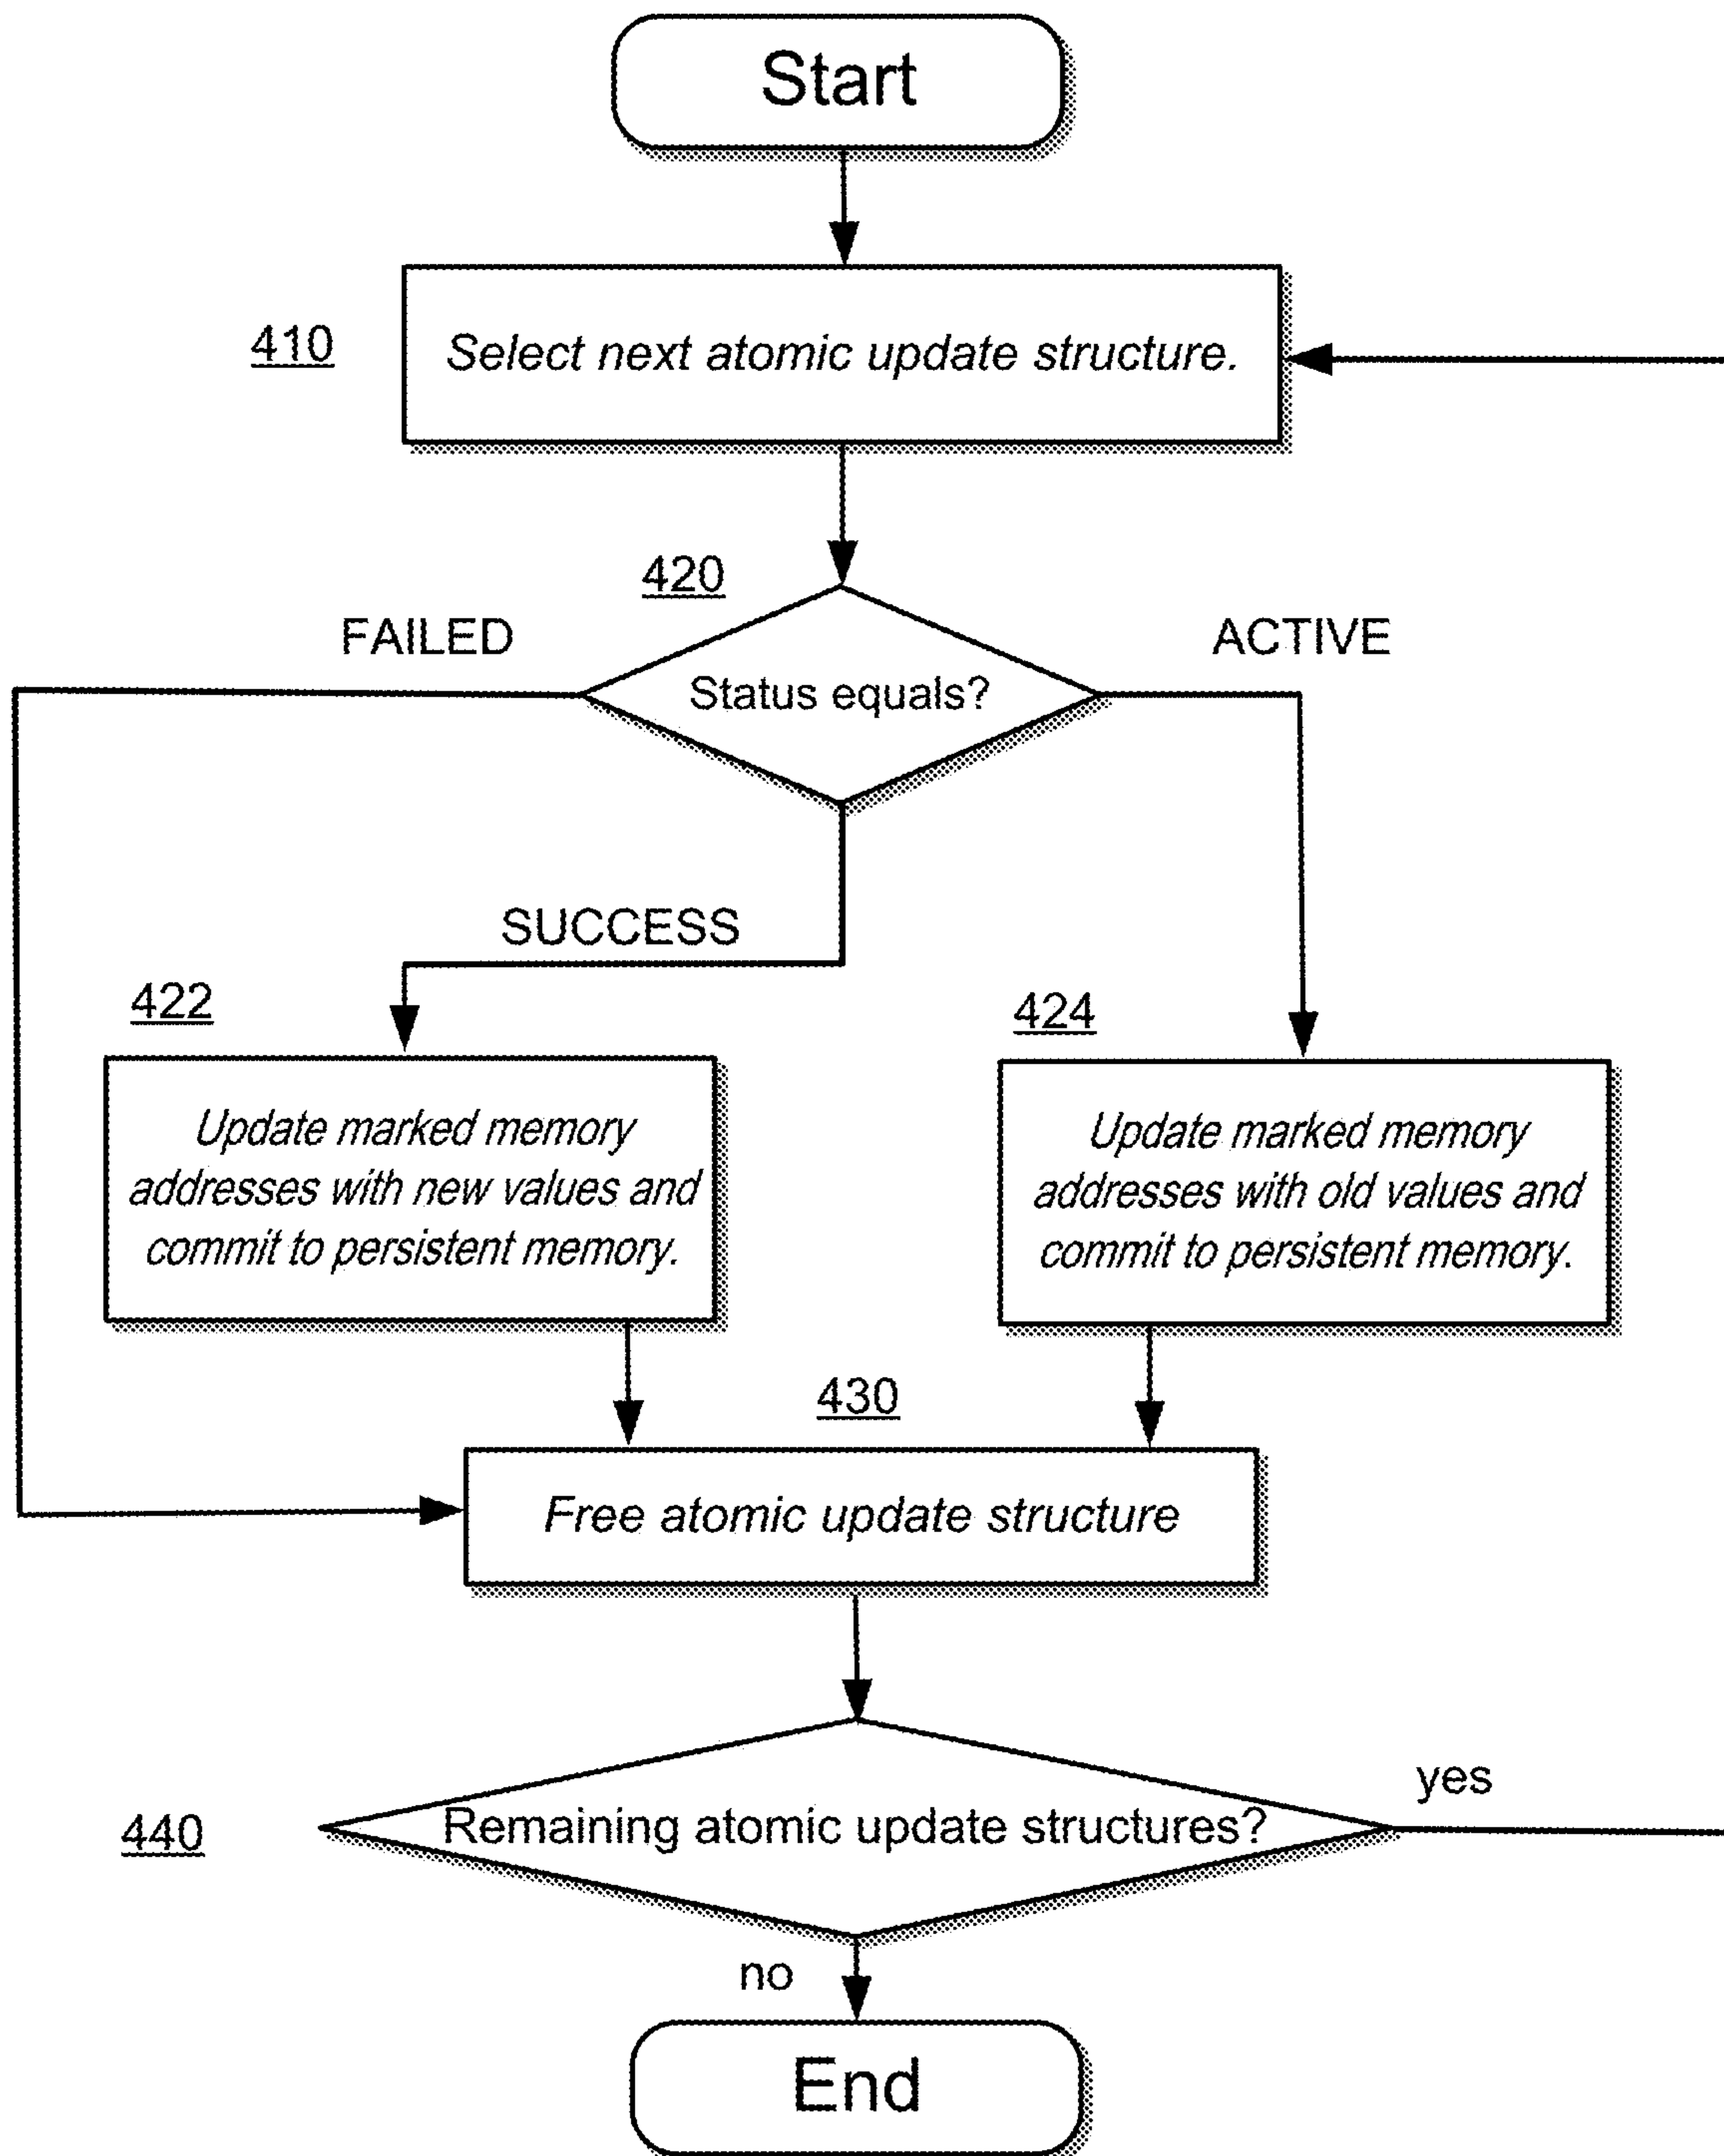 Start
410
Select next atomic update structure.
420
FAILED
ACTIVE
Status equals?
SUCCESS
422
424
Update marked memory
addresses with new values and
commit to persistent memory.
Update marked memory
addresses with old values and
commit to persistent memory.
430
Free atomic update structure
yes
440
Remaining atomic update structures?
no
End